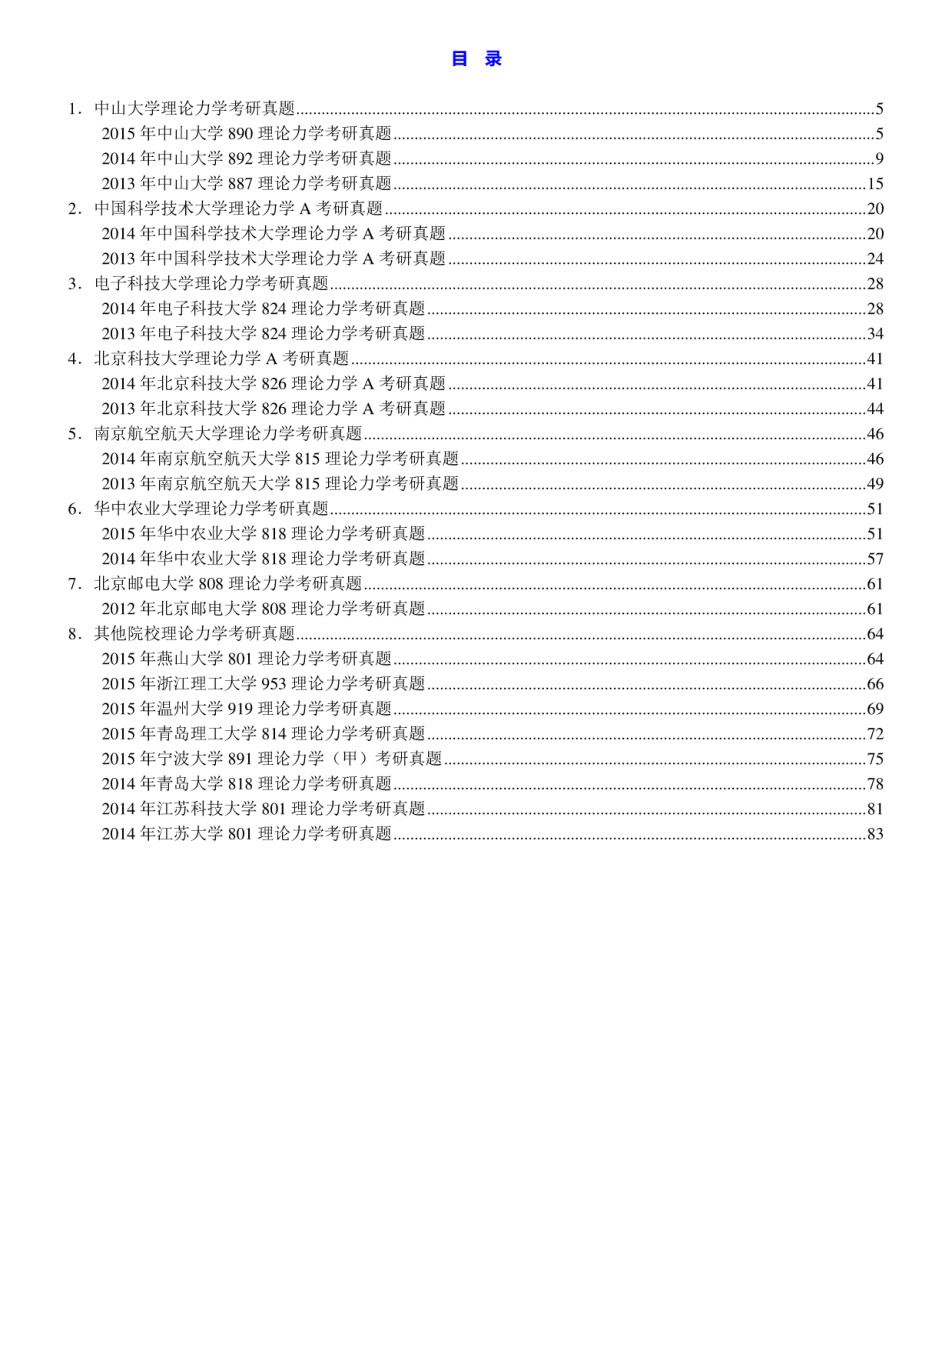 目 录
1．中山大学理论力学考研真题........5
2015 年中山大学 890 理论力学考研真题........5
2014 年中山大学 892 理论力学考研真题........9
2013 年中山大学 887 理论力学考研真题........15
2．中国科学技术大学理论力学 A 考研真题........20
2014 年中国科学技术大学理论力学 A 考研真题........20
2013 年中国科学技术大学理论力学 A 考研真题........24
3．电子科技大学理论力学考研真题........28
2014 年电子科技大学 824 理论力学考研真题........28
2013 年电子科技大学 824 理论力学考研真题........34
4．北京科技大学理论力学 A 考研真题........41
2014 年北京科技大学 826 理论力学 A 考研真题........41
2013 年北京科技大学 826 理论力学 A 考研真题........44
5．南京航空航天大学理论力学考研真题........46
2014 年南京航空航天大学 815 理论力学考研真题........46
2013 年南京航空航天大学 815 理论力学考研真题........49
6．华中农业大学理论力学考研真题........51
2015 年华中农业大学 818 理论力学考研真题........51
2014 年华中农业大学 818 理论力学考研真题........57
7．北京邮电大学 808 理论力学考研真题........61
2012 年北京邮电大学 808 理论力学考研真题........61
8．其他院校理论力学考研真题........64
2015 年燕山大学 801 理论力学考研真题........64
2015 年浙江理工大学 953 理论力学考研真题........66
2015 年温州大学 919 理论力学考研真题........69
2015 年青岛理工大学 814 理论力学考研真题........72
2015 年宁波大学 891 理论力学（甲）考研真题........75
2014 年青岛大学 818 理论力学考研真题........78
2014 年江苏科技大学 801 理论力学考研真题........81
2014 年江苏大学 801 理论力学考研真题........83